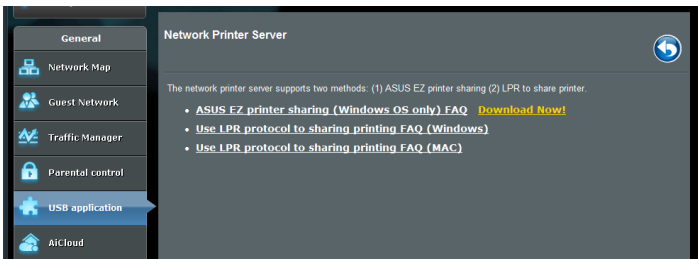 General
Network Map
Guest Network
Traffic Manager
Parental control
USB application
AiCloud
Network Printer Server
The network printer server supports two methods: (1) ASUS EZ printer sharing (2) LPR to share printer.
ASUS EZ printer sharing (Windows OS only) FAQ Download Now!
Use LPR protocol to sharing printing FAQ (Windows)
Use LPR protocol to sharing printing FAQ (MAC)